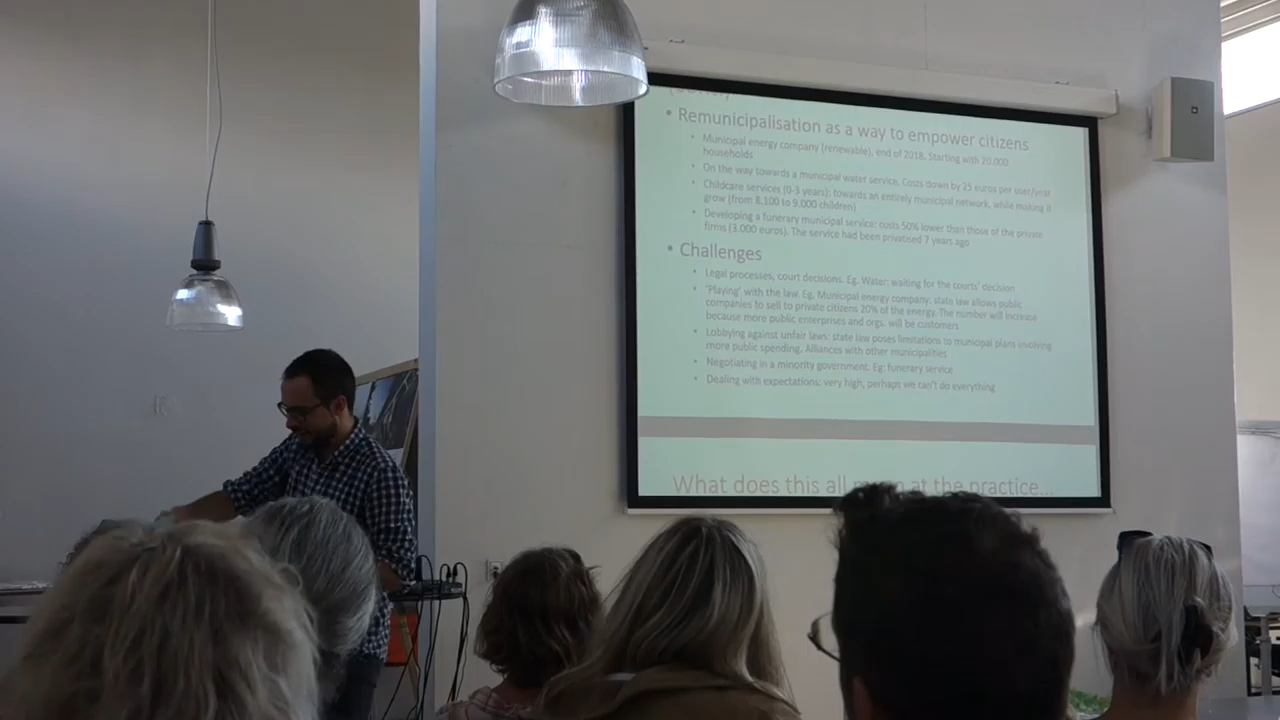 • Remunicipalisation as a way to empower citizens
• Municipal energy company (renewable), end of 2018. Starting with 20.000
households
• On the way towards a municipal water service. Costs down by 25 euros per user/year
• Childcare services (0-3 years): towards an entirely municipal network, while making it
grow (from 8.100 to 9.000 children)
• Developing a funerary municipal service: costs 50% lower than those of the private
firms (3.000 euros). The service had been privatised 7 years ago
• Challenges
• Legal processes, court decisions. Eg. Water: waiting for the courts' decision
• 'Playing' with the law. Eg. Municipal energy company: state law allows public
companies to sell to private citizens 20% of the energy. The number will increase
because more public enterprises and orgs. will be customers
• Lobbying against unfair laws: state law poses limitations to municipal plans involving
more public spending. Alliances with other municipalities
• Negotiating in a minority government. Eg: funerary service
• Dealing with expectations: very high, perhaps we can't do everything
What does this all mean at the practice...